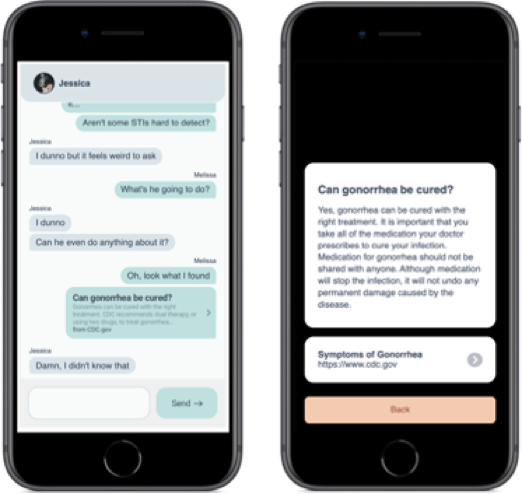 Jessica
Aren't some STIs hard to detect?
Jessica
I dunno but it feels weird to ask
Melissa
What's he going to do?
Jessica
I dunno
Can he even do anything about it?
Melissa
Oh, look what I found
Can gonorrhea be cured?
Gonorrhea can be cured with the right
treatment. CDC recommends dual therapy, or
using two drugs, to treat gonorrhea...
from CDC.gov
Jessica
Damn, I didn't know that
Send →
Can gonorrhea be cured?
Yes, gonorrhea can be cured with the
right treatment. It is important that you
take all of the medication your doctor
prescribes to cure your infection.
Medication for gonorrhea should not be
shared with anyone. Although medication
will stop the infection, it will not undo any
permanent damage caused by the
disease.
Symptoms of Gonorrhea
https://www.cdc.gov
Back